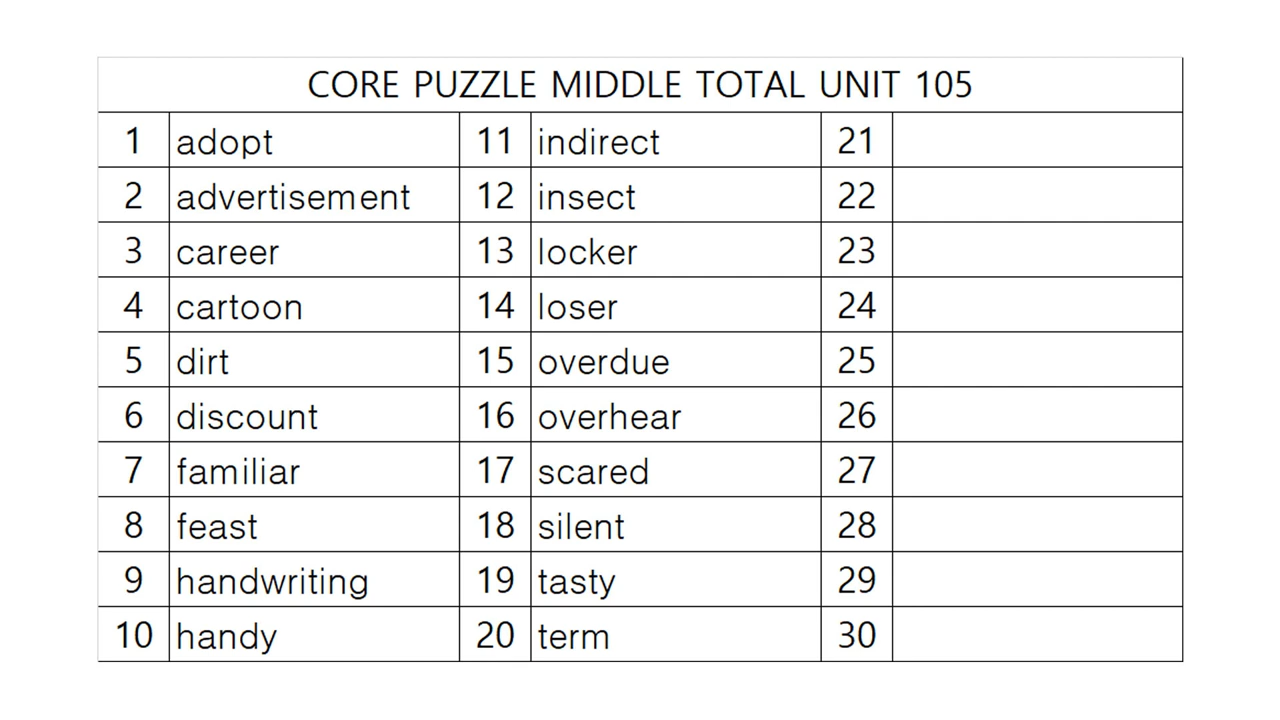 CORE PUZZLE MIDDLE TOTAL UNIT 105
1 adopt 11 indirect 21
2 advertisement 12 insect 22
3 career 13 locker 23
4 cartoon 14 loser 24
5 dirt 15 overdue 25
6 discount 16 overhear 26
7 familiar 17 scared 27
8 feast 18 silent 28
9 handwriting 19 tasty 29
10 handy 20 term 30